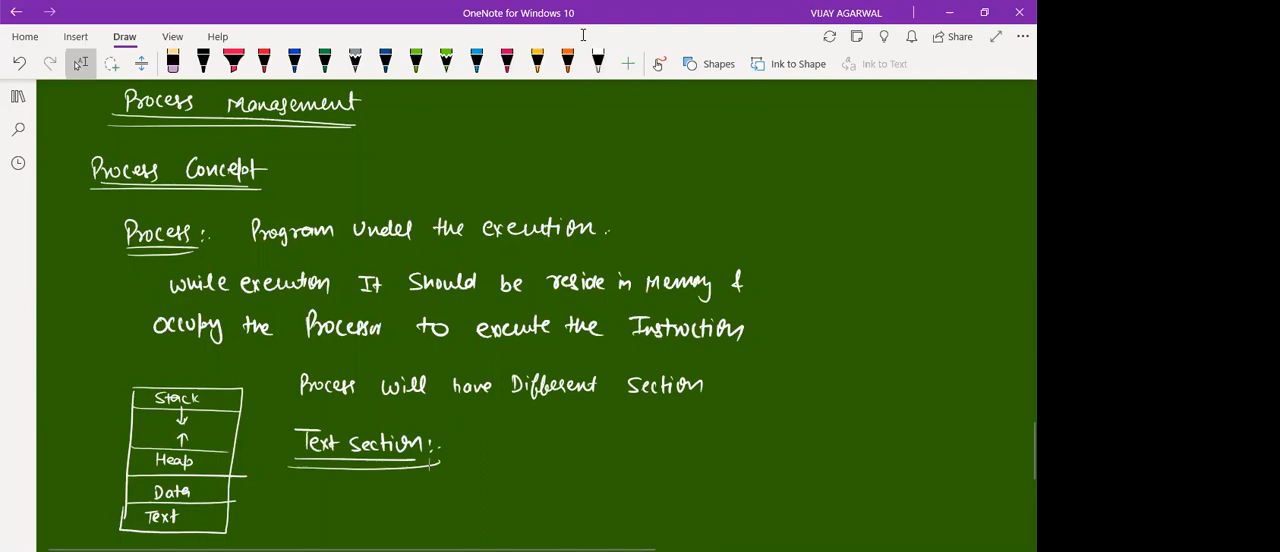 OneNote for Windows 10
VIJAY AGARWAL
Home Insert Draw View Help
Share
Shapes
Ink to Shape
Ink to Text
Process Management
Process Concept
Process:. Program under the execution.
while execution It should be reside in Memory &
occupy the Processor to execute the Instruction
Process will have Different Section
Text section:.
Stack
↓
↑
Heap
Data
Text